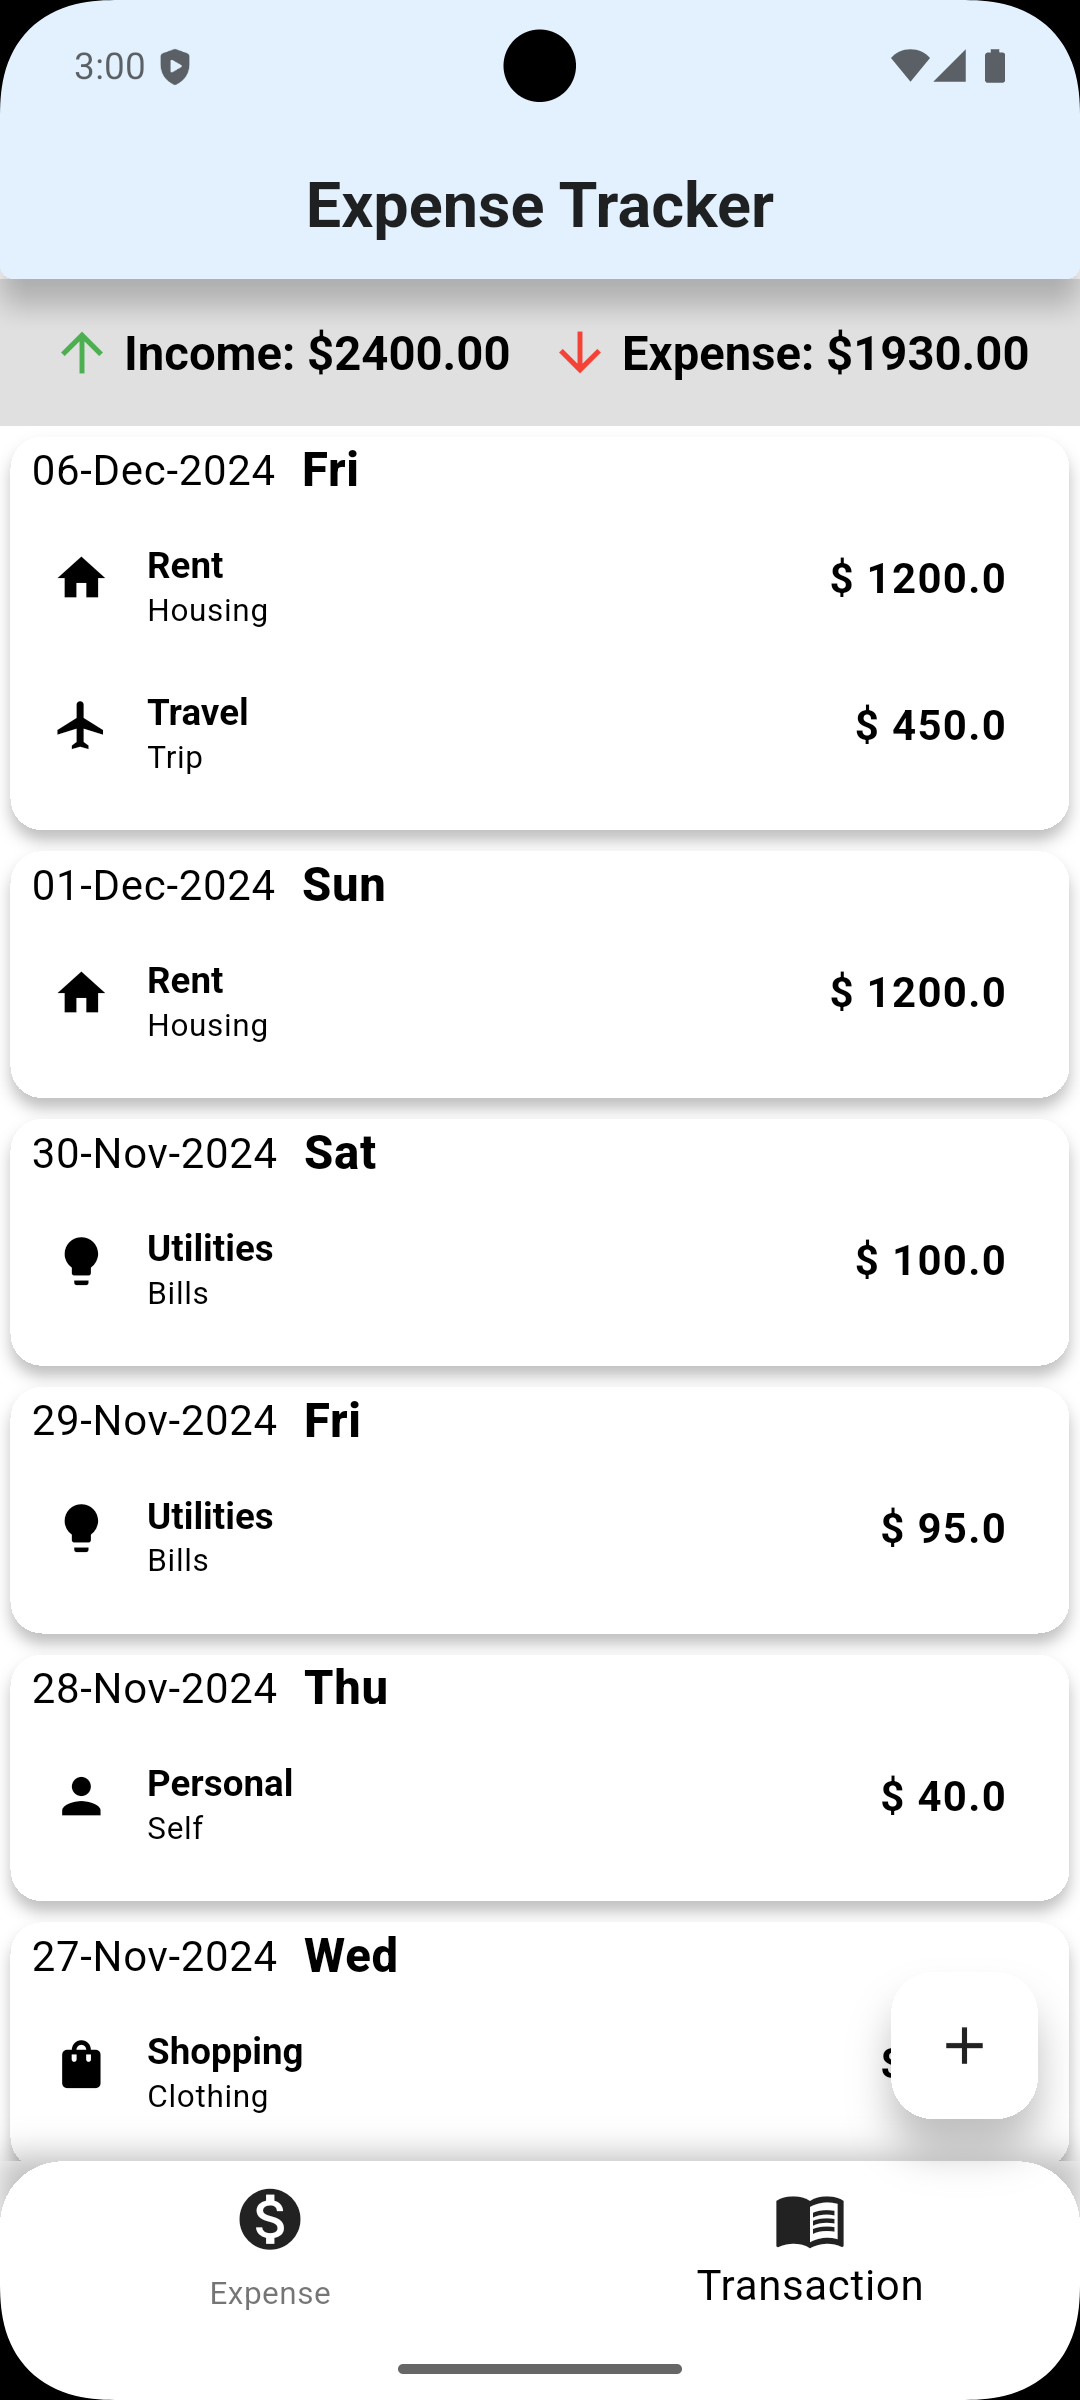 3:00
Expense Tracker
Income: $2400.00 Expense: $1930.00
06-Dec-2024 Fri
Rent
$ 1200.0
Housing
Travel
$ 450.0
Trip
01-Dec-2024 Sun
Rent
$ 1200.0
Housing
30-Nov-2024 Sat
Utilities
$ 100.0
Bills
29-Nov-2024 Fri
Utilities
$ 95.0
Bills
28-Nov-2024 Thu
Personal
$ 40.0
Self
27-Nov-2024 Wed
Shopping
Clothing
Expense
Transaction